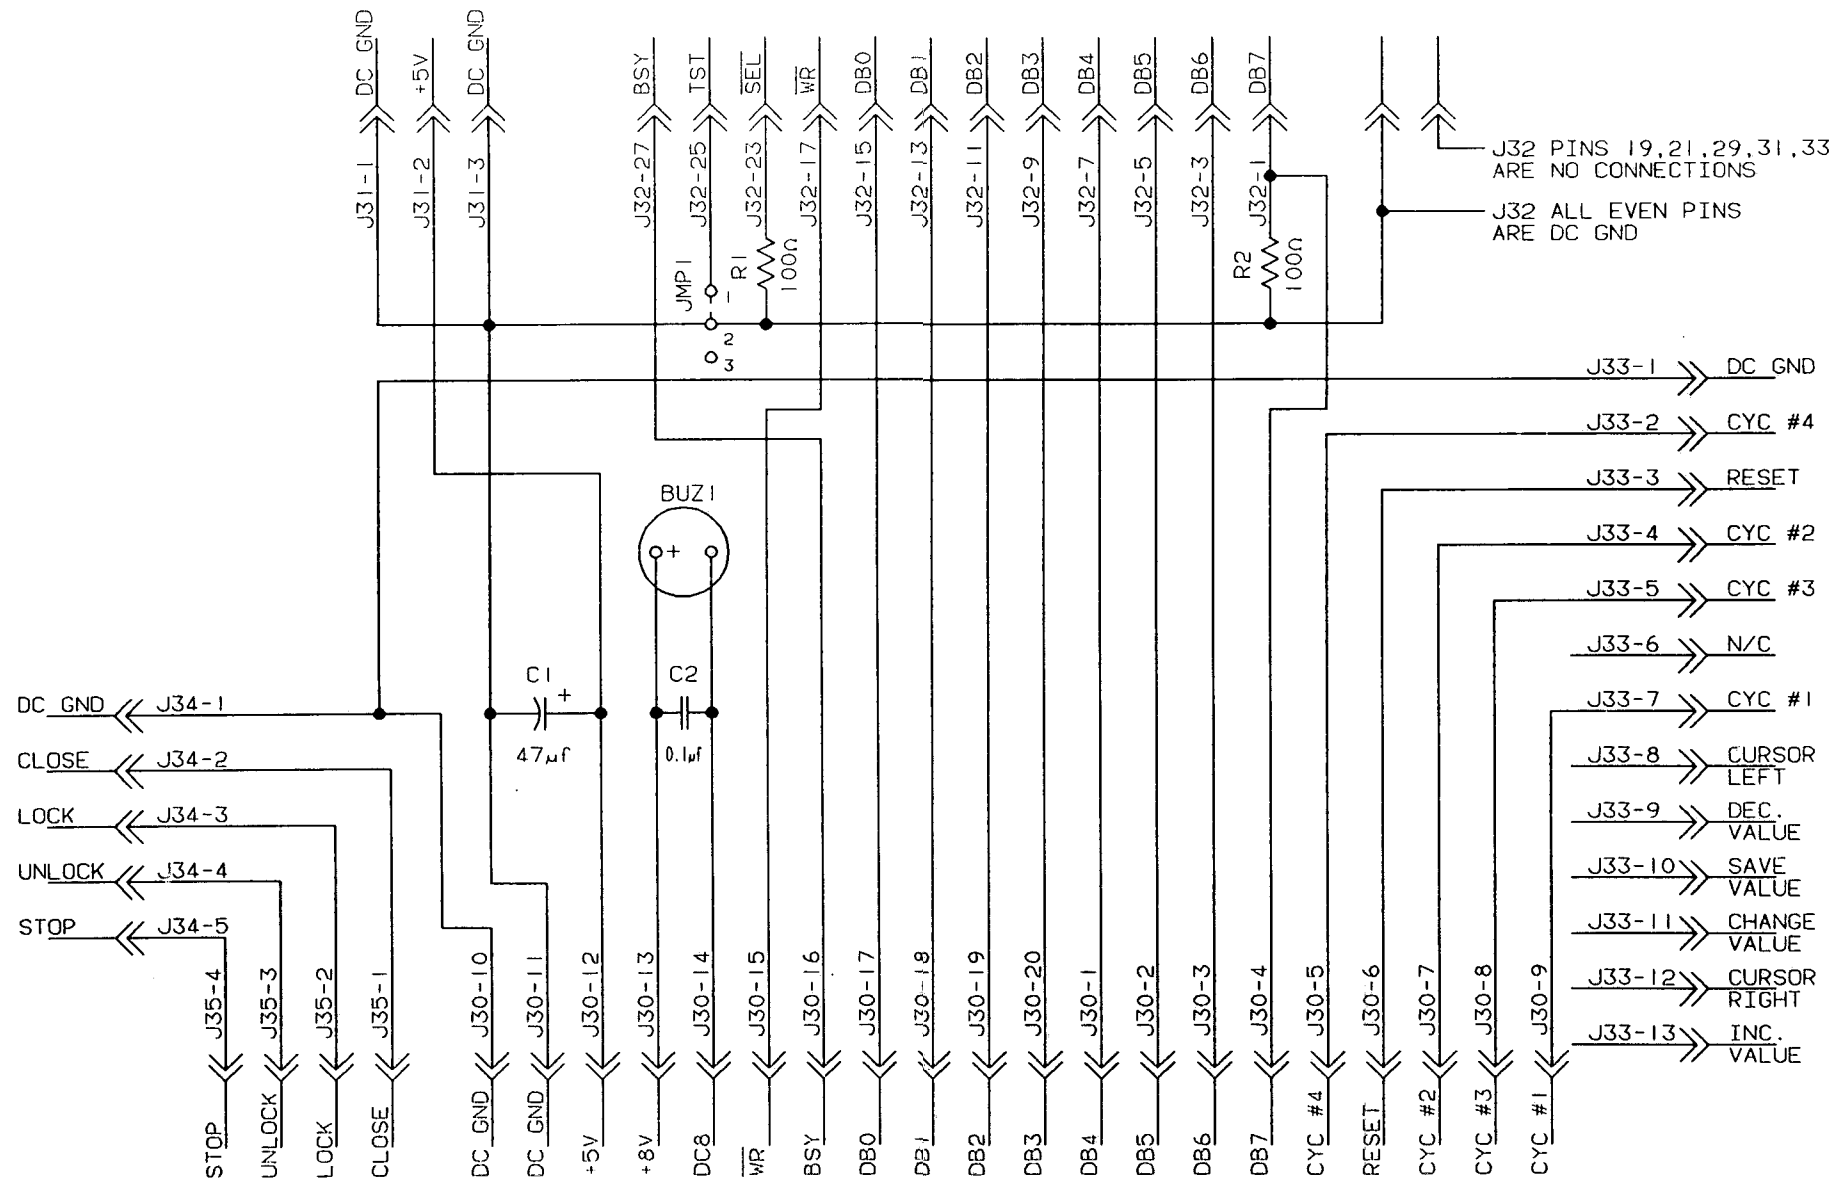 DC GND
+5V
DC GND
BSY
TST
SEL
WR
DB0
DB1
DB2
DB3
DB4
DB5
DB6
DB7
J31-1
J31-2
J31-3
J32-27
J32-25
J32-23
J32-17
J32-15
J32-13
J32-11
J32-9
J32-7
J32-5
J32-3
J32-1
J32 PINS 19,21,29,31,33
ARE NO CONNECTIONS
J32 ALL EVEN PINS
ARE DC GND
JMP1
1
2
3
R1
100Ω
R2
100Ω
J33-1 DC GND
J33-2 CYC #4
J33-3 RESET
J33-4 CYC #2
J33-5 CYC #3
J33-6 N/C
J33-7 CYC #1
J33-8 CURSOR
LEFT
J33-9 DEC.
VALUE
J33-10 SAVE
VALUE
J33-11 CHANGE
VALUE
J33-12 CURSOR
RIGHT
J33-13 INC.
VALUE
BUZ1
+
C1
+
47µf
C2
0.1µf
DC GND J34-1
CLOSE J34-2
LOCK J34-3
UNLOCK J34-4
STOP J34-5
J35-4
J35-3
J35-2
J35-1
J30-10
J30-11
J30-12
J30-13
J30-14
J30-15
J30-16
J30-17
J30-18
J30-19
J30-20
J30-1
J30-2
J30-3
J30-4
J30-5
J30-6
J30-7
J30-8
J30-9
STOP
UNLOCK
LOCK
CLOSE
DC GND
DC GND
+5V
+8V
DC8
WR
BSY
DB0
DB1
DB2
DB3
DB4
DB5
DB6
DB7
CYC #4
RESET
CYC #2
CYC #3
CYC #1